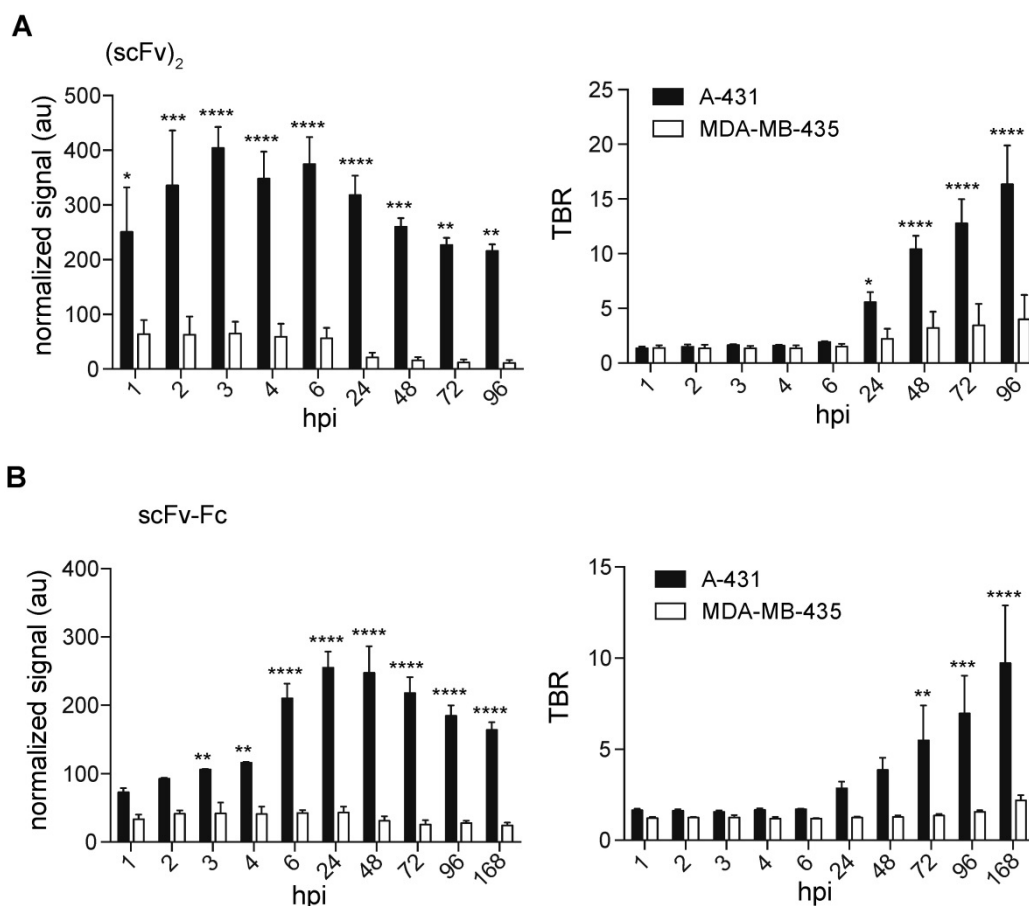 A
(scFv)2
normalized signal (au)
500
400
300
200
100
0
* *** **** **** **** **** *** ** **
1 2 3 4 6 24 48 72 96
hpi
TBR
25
20
15
10
5
0
A-431
MDA-MB-435
* **** **** ****
1 2 3 4 6 24 48 72 96
hpi
B
scFv-Fc
normalized signal (au)
400
300
200
100
0
** ** **** **** **** **** **** ****
1 2 3 4 6 24 48 72 96 168
hpi
TBR
15
10
5
0
A-431
MDA-MB-435
** *** ****
1 2 3 4 6 24 48 72 96 168
hpi